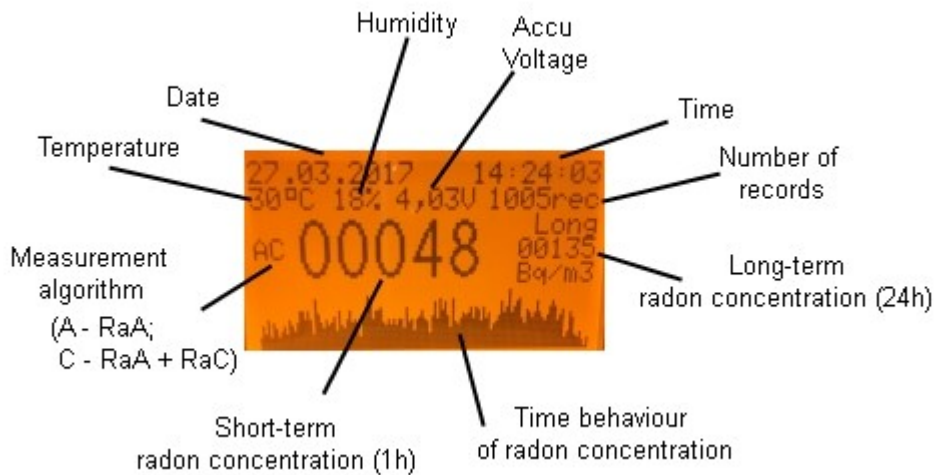 Humidity
Accu
Voltage
Date
Time
Temperature
Number of
records
27.03.2017 14:24:03
30°C 18% 4,03V 1005rec
Long
AC 00048 00135
Bq/m3
Measurement
algorithm
(A - RaA;
C - RaA + RaC)
Long-term
radon concentration (24h)
Short-term
radon concentration (1h)
Time behaviour
of radon concentration